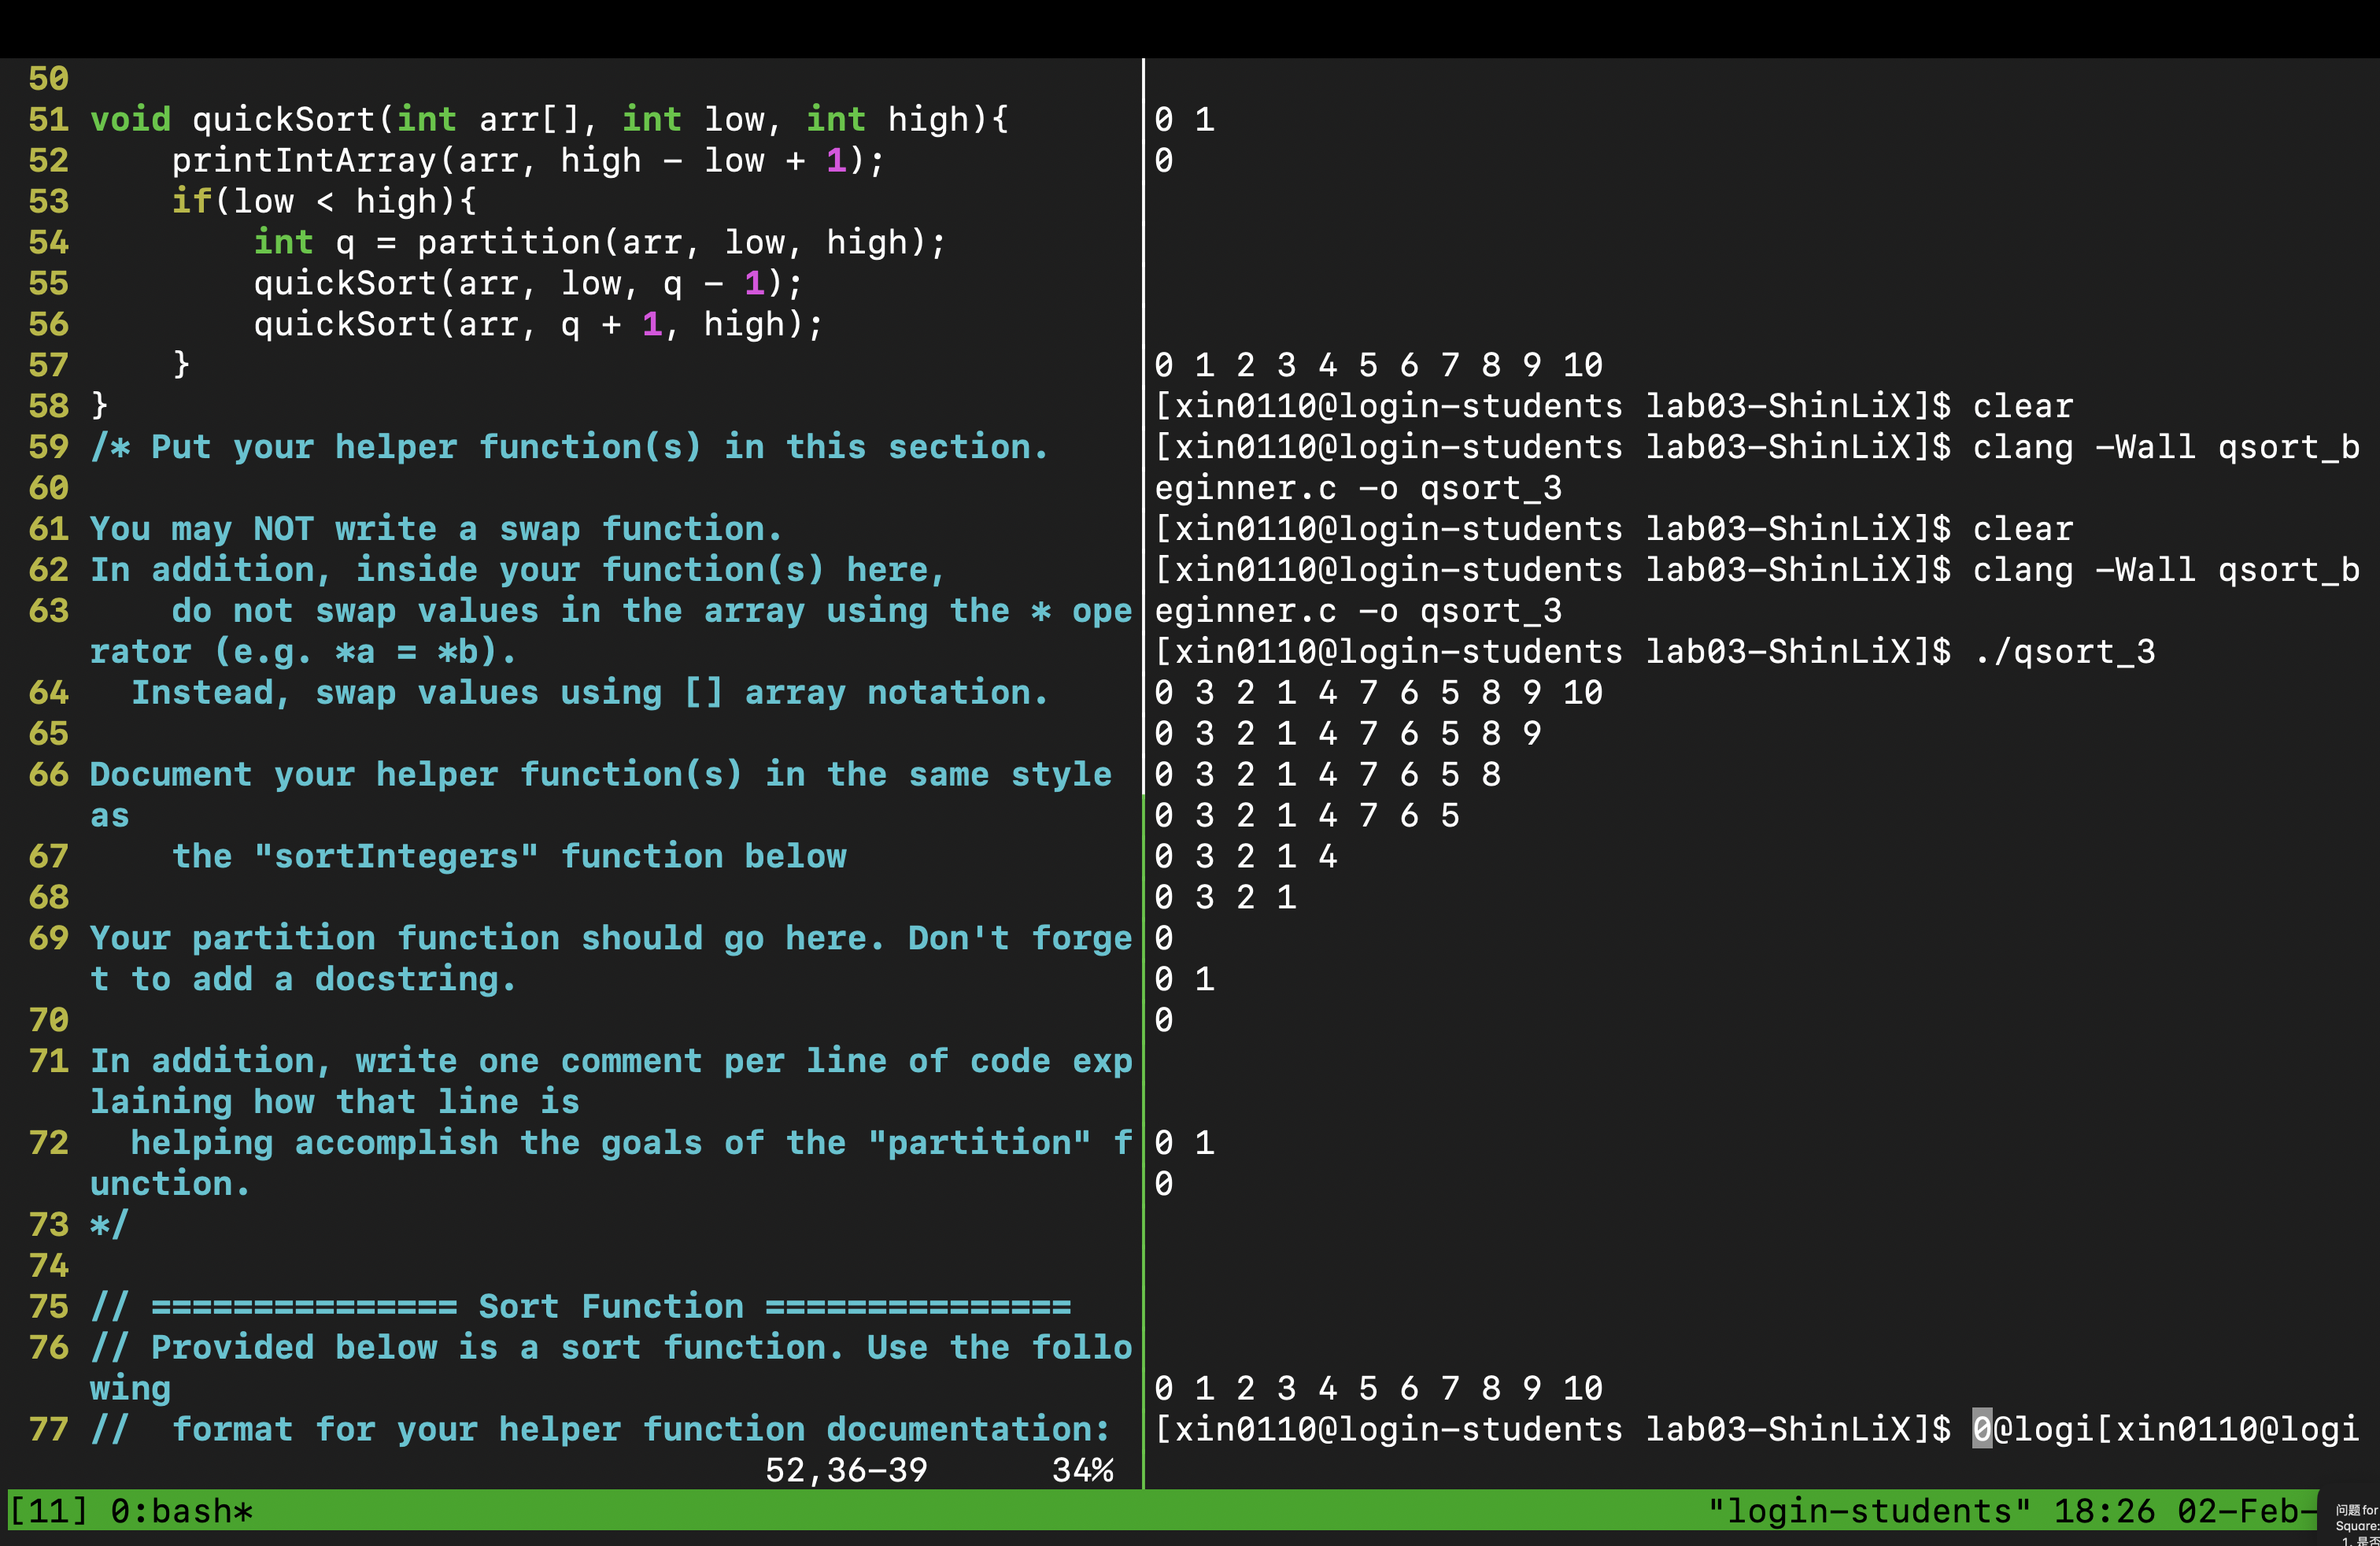 50
51 void quickSort(int arr[], int low, int high){
52     printIntArray(arr, high - low + 1);
53     if(low < high){
54         int q = partition(arr, low, high);
55         quickSort(arr, low, q - 1);
56         quickSort(arr, q + 1, high);
57     }
58 }
59 /* Put your helper function(s) in this section.
60
61 You may NOT write a swap function.
62 In addition, inside your function(s) here,
63     do not swap values in the array using the * ope
rator (e.g. *a = *b).
64   Instead, swap values using [] array notation.
65
66 Document your helper function(s) in the same style
as
67     the "sortIntegers" function below
68
69 Your partition function should go here. Don't forge
t to add a docstring.
70
71 In addition, write one comment per line of code exp
laining how that line is
72   helping accomplish the goals of the "partition" f
unction.
73 */
74
75 // =============== Sort Function ===============
76 // Provided below is a sort function. Use the follo
wing
77 //  format for your helper function documentation:
52,36-39      34%
0 1
0
0 1 2 3 4 5 6 7 8 9 10
[xin0110@login-students lab03-ShinLiX]$ clear
[xin0110@login-students lab03-ShinLiX]$ clang -Wall qsort_b
eginner.c -o qsort_3
[xin0110@login-students lab03-ShinLiX]$ clear
[xin0110@login-students lab03-ShinLiX]$ clang -Wall qsort_b
eginner.c -o qsort_3
[xin0110@login-students lab03-ShinLiX]$ ./qsort_3
0 3 2 1 4 7 6 5 8 9 10
0 3 2 1 4 7 6 5 8 9
0 3 2 1 4 7 6 5 8
0 3 2 1 4 7 6 5
0 3 2 1 4
0 3 2 1
0
0 1
0
0 1
0
0 1 2 3 4 5 6 7 8 9 10
[xin0110@login-students lab03-ShinLiX]$ 0@logi[xin0110@logi
[11] 0:bash*
"login-students" 18:26 02-Feb-
问题for
Square:
1. 是否